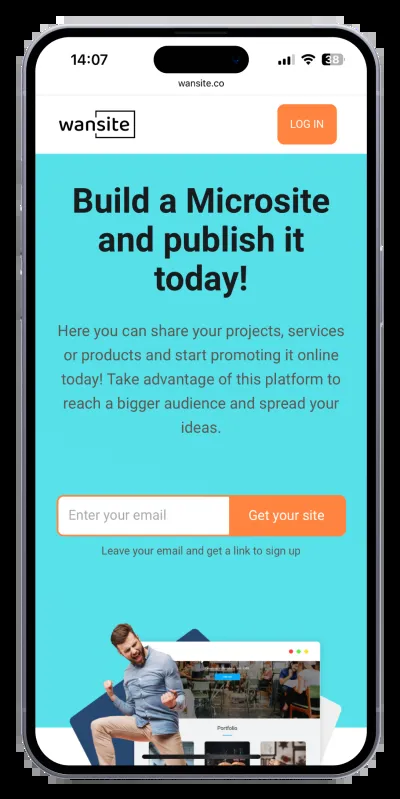 14:07
38
wansite.co
wansite
LOG IN
Build a Microsite
and publish it
today!
Here you can share your projects, services
or products and start promoting it online
today! Take advantage of this platform to
reach a bigger audience and spread your
ideas.
Enter your email
Get your site
Leave your email and get a link to sign up
Portfolio